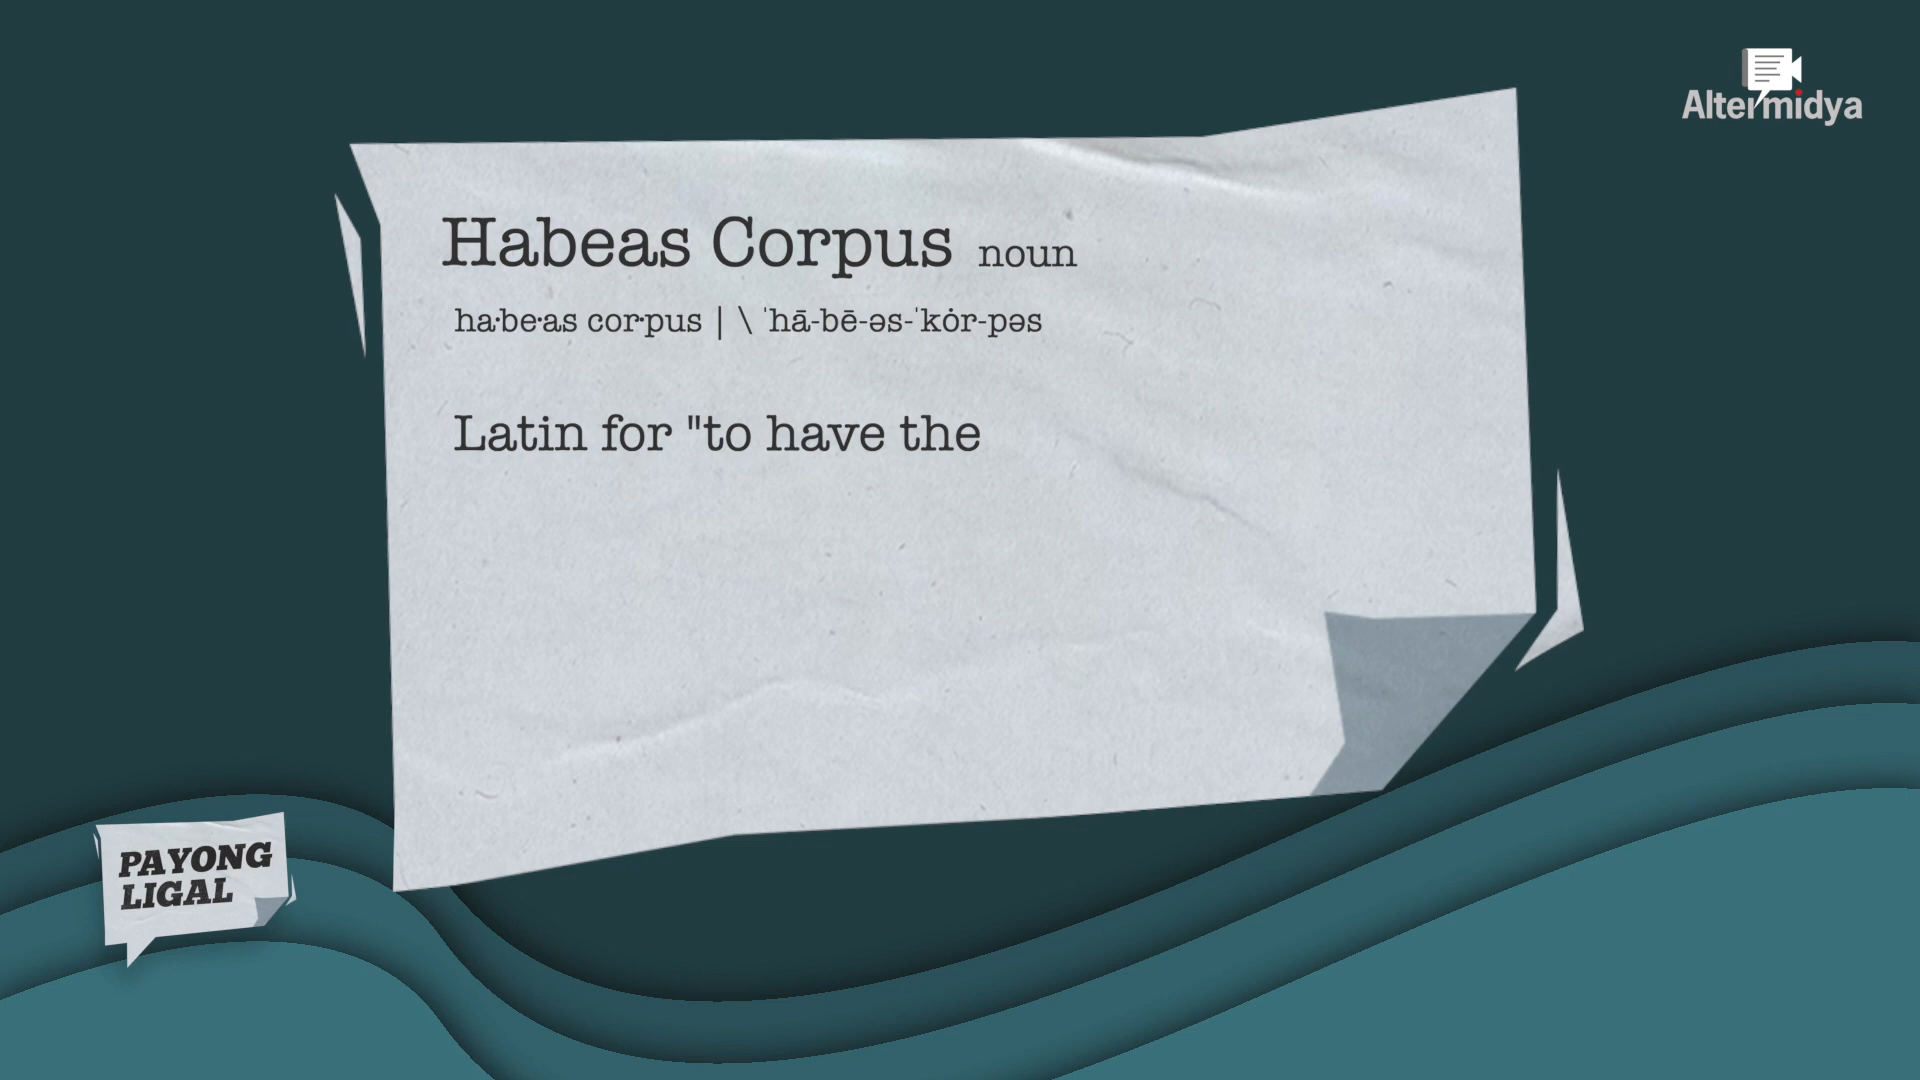 Altermidya
Habeas Corpus noun
ha·be·as cor·pus | \ ˈhā-bē-əs-ˈkȯr-pəs
Latin for "to have the
PAYONG
LIGAL